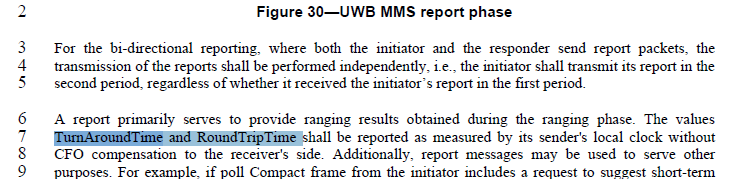 2 Figure 30—UWB MMS report phase
3 For the bi-directional reporting, where both the initiator and the responder send report packets, the
4 transmission of the reports shall be performed independently, i.e., the initiator shall transmit its report in the
5 second period, regardless of whether it received the initiator's report in the first period.
6 A report primarily serves to provide ranging results obtained during the ranging phase. The values
7 TurnAroundTime and RoundTripTime shall be reported as measured by its sender's local clock without
8 CFO compensation to the receiver's side. Additionally, report messages may be used to serve other
9 purposes. For example, if poll Compact frame from the initiator includes a request to suggest short-term